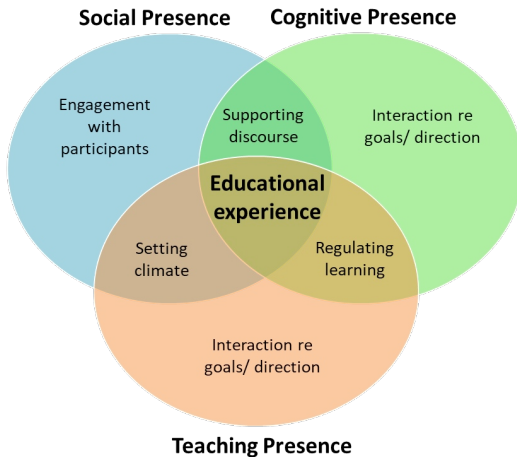 Social Presence
Cognitive Presence
Engagement
with
participants
Supporting
discourse
Interaction re
goals/ direction
Educational
experience
Setting
climate
Regulating
learning
Interaction re
goals/ direction
Teaching Presence